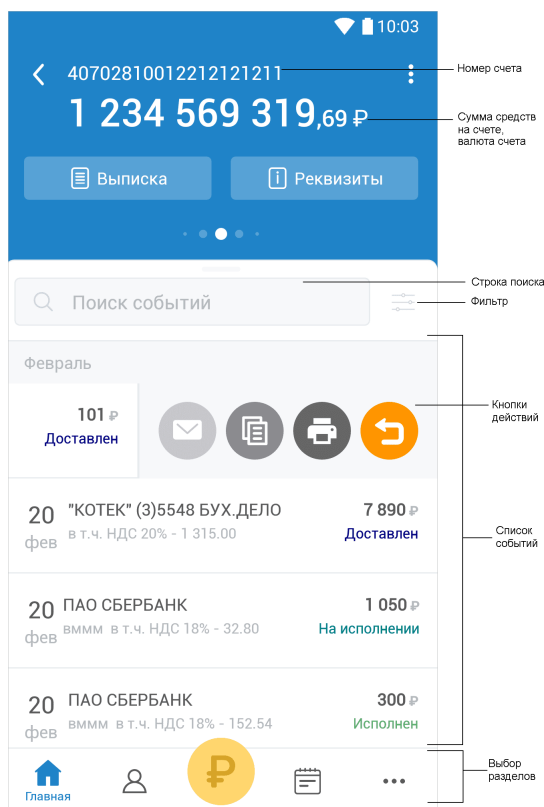 10:03
40702810012212121211
Номер счета
1 234 569 319,69 ₽
Сумма средств
на счете,
валюта счета
Выписка
Реквизиты
Строка поиска
Поиск событий
Фильтр
Февраль
101 ₽
Доставлен
Кнопки
действий
20
фев
"КОТЕК" (3)5548 БУХ.ДЕЛО
7 890 ₽
в т.ч. НДС 20% - 1 315.00
Доставлен
Список
событий
20
фев
ПАО СБЕРБАНК
1 050 ₽
вммм в т.ч. НДС 18% - 32.80
На исполнении
20
фев
ПАО СБЕРБАНК
300 ₽
вммм в т.ч. НДС 18% - 152.54
Исполнен
₽
Главная
Выбор
разделов